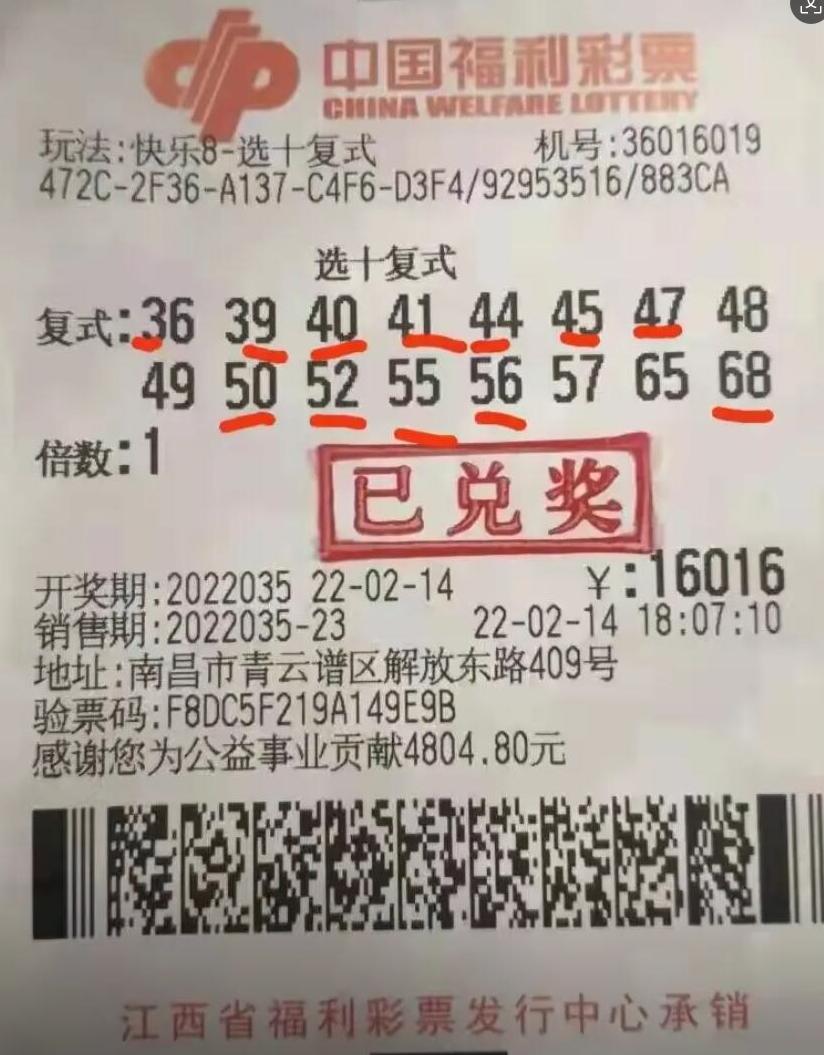 中国福利彩票
CHINA WELFARE LOTTERY
玩法:快乐8-选十复式 机号:36016019
472C-2F36-A137-C4F6-D3F4/92953516/883CA
选十复式
复式:36 39 40 41 44 45 47 48
49 50 52 55 56 57 65 68
倍数:1
已兑奖
开奖期:2022035 22-02-14 ￥:16016
销售期:2022035-23 22-02-14 18:07:10
地址:南昌市青云谱区解放东路409号
验票码:F8DC5F219A149E9B
感谢您为公益事业贡献4804.80元
江西省福利彩票发行中心承销